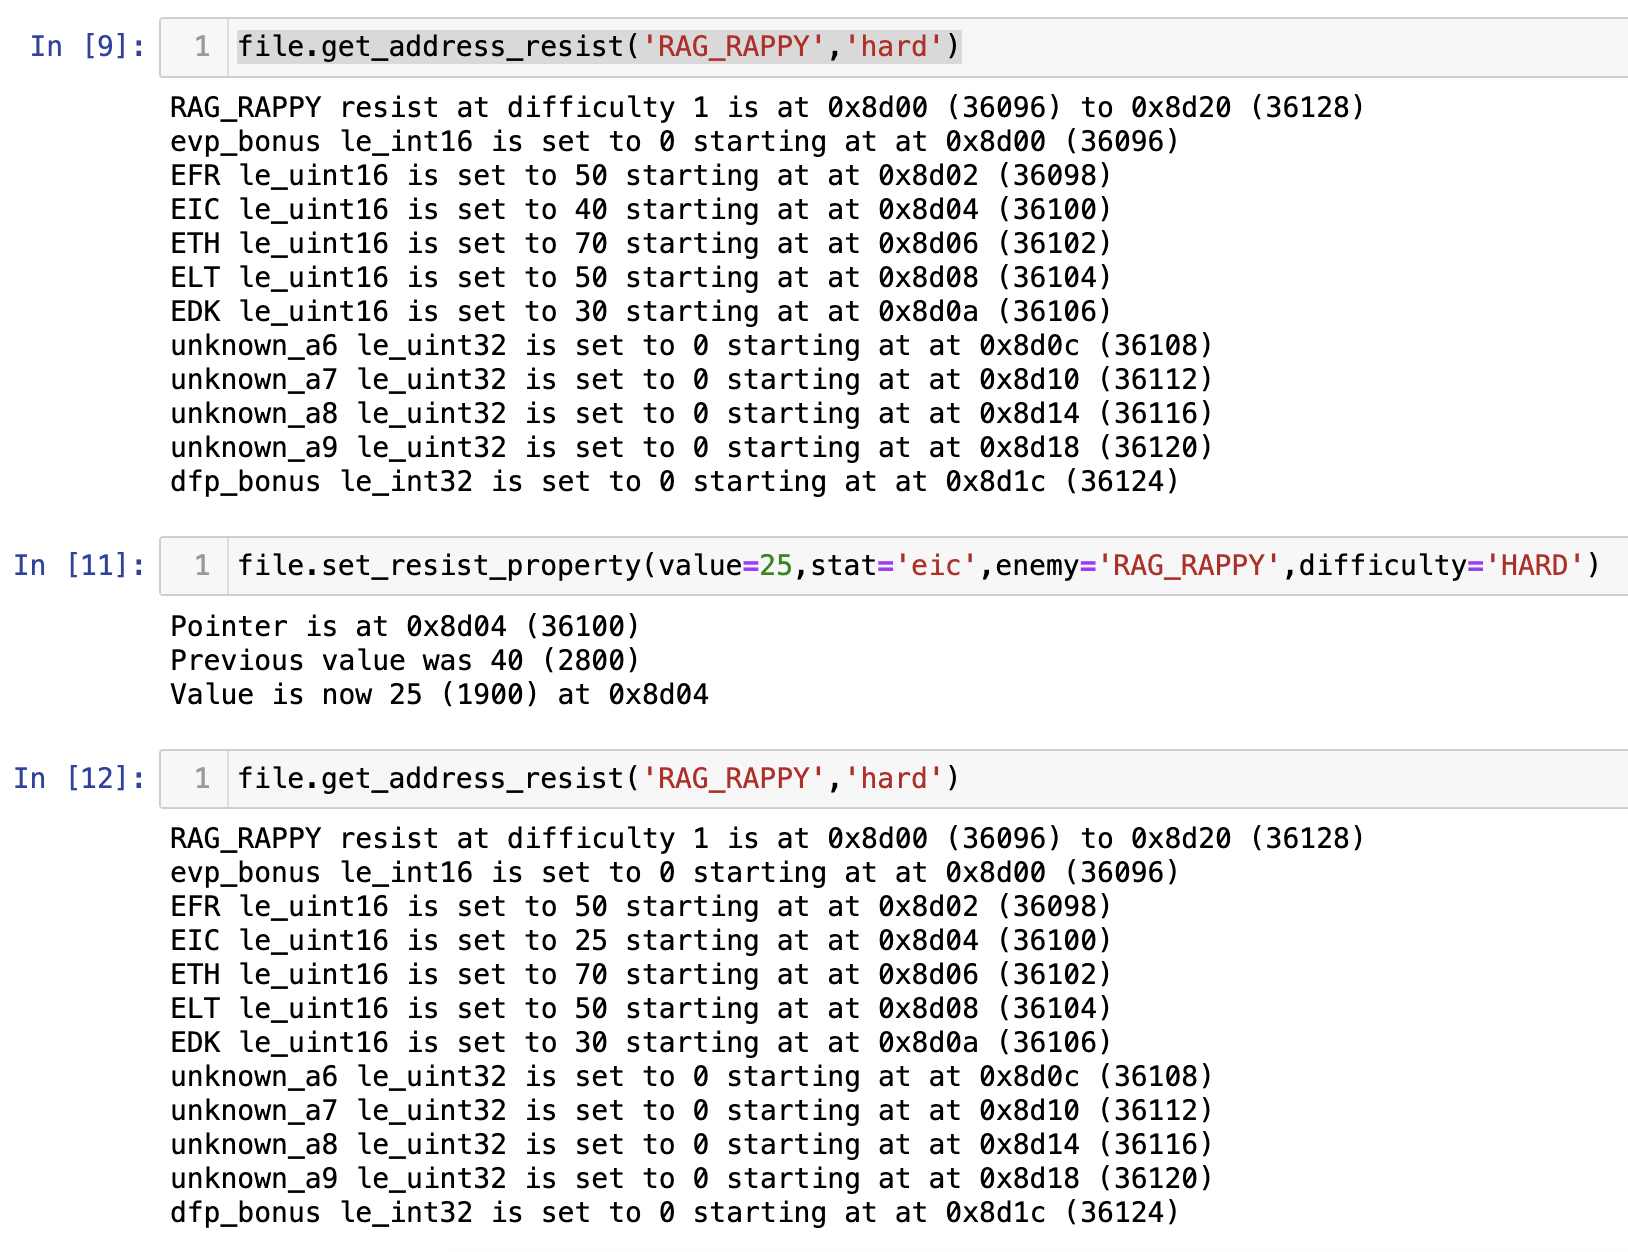 In [9]: 1 file.get_address_resist('RAG_RAPPY','hard')
RAG_RAPPY resist at difficulty 1 is at 0x8d00 (36096) to 0x8d20 (36128)
evp_bonus le_int16 is set to 0 starting at at 0x8d00 (36096)
EFR le_uint16 is set to 50 starting at at 0x8d02 (36098)
EIC le_uint16 is set to 40 starting at at 0x8d04 (36100)
ETH le_uint16 is set to 70 starting at at 0x8d06 (36102)
ELT le_uint16 is set to 50 starting at at 0x8d08 (36104)
EDK le_uint16 is set to 30 starting at at 0x8d0a (36106)
unknown_a6 le_uint32 is set to 0 starting at at 0x8d0c (36108)
unknown_a7 le_uint32 is set to 0 starting at at 0x8d10 (36112)
unknown_a8 le_uint32 is set to 0 starting at at 0x8d14 (36116)
unknown_a9 le_uint32 is set to 0 starting at at 0x8d18 (36120)
dfp_bonus le_int32 is set to 0 starting at at 0x8d1c (36124)
In [11]: 1 file.set_resist_property(value=25,stat='eic',enemy='RAG_RAPPY',difficulty='HARD')
Pointer is at 0x8d04 (36100)
Previous value was 40 (2800)
Value is now 25 (1900) at 0x8d04
In [12]: 1 file.get_address_resist('RAG_RAPPY','hard')
RAG_RAPPY resist at difficulty 1 is at 0x8d00 (36096) to 0x8d20 (36128)
evp_bonus le_int16 is set to 0 starting at at 0x8d00 (36096)
EFR le_uint16 is set to 50 starting at at 0x8d02 (36098)
EIC le_uint16 is set to 25 starting at at 0x8d04 (36100)
ETH le_uint16 is set to 70 starting at at 0x8d06 (36102)
ELT le_uint16 is set to 50 starting at at 0x8d08 (36104)
EDK le_uint16 is set to 30 starting at at 0x8d0a (36106)
unknown_a6 le_uint32 is set to 0 starting at at 0x8d0c (36108)
unknown_a7 le_uint32 is set to 0 starting at at 0x8d10 (36112)
unknown_a8 le_uint32 is set to 0 starting at at 0x8d14 (36116)
unknown_a9 le_uint32 is set to 0 starting at at 0x8d18 (36120)
dfp_bonus le_int32 is set to 0 starting at at 0x8d1c (36124)